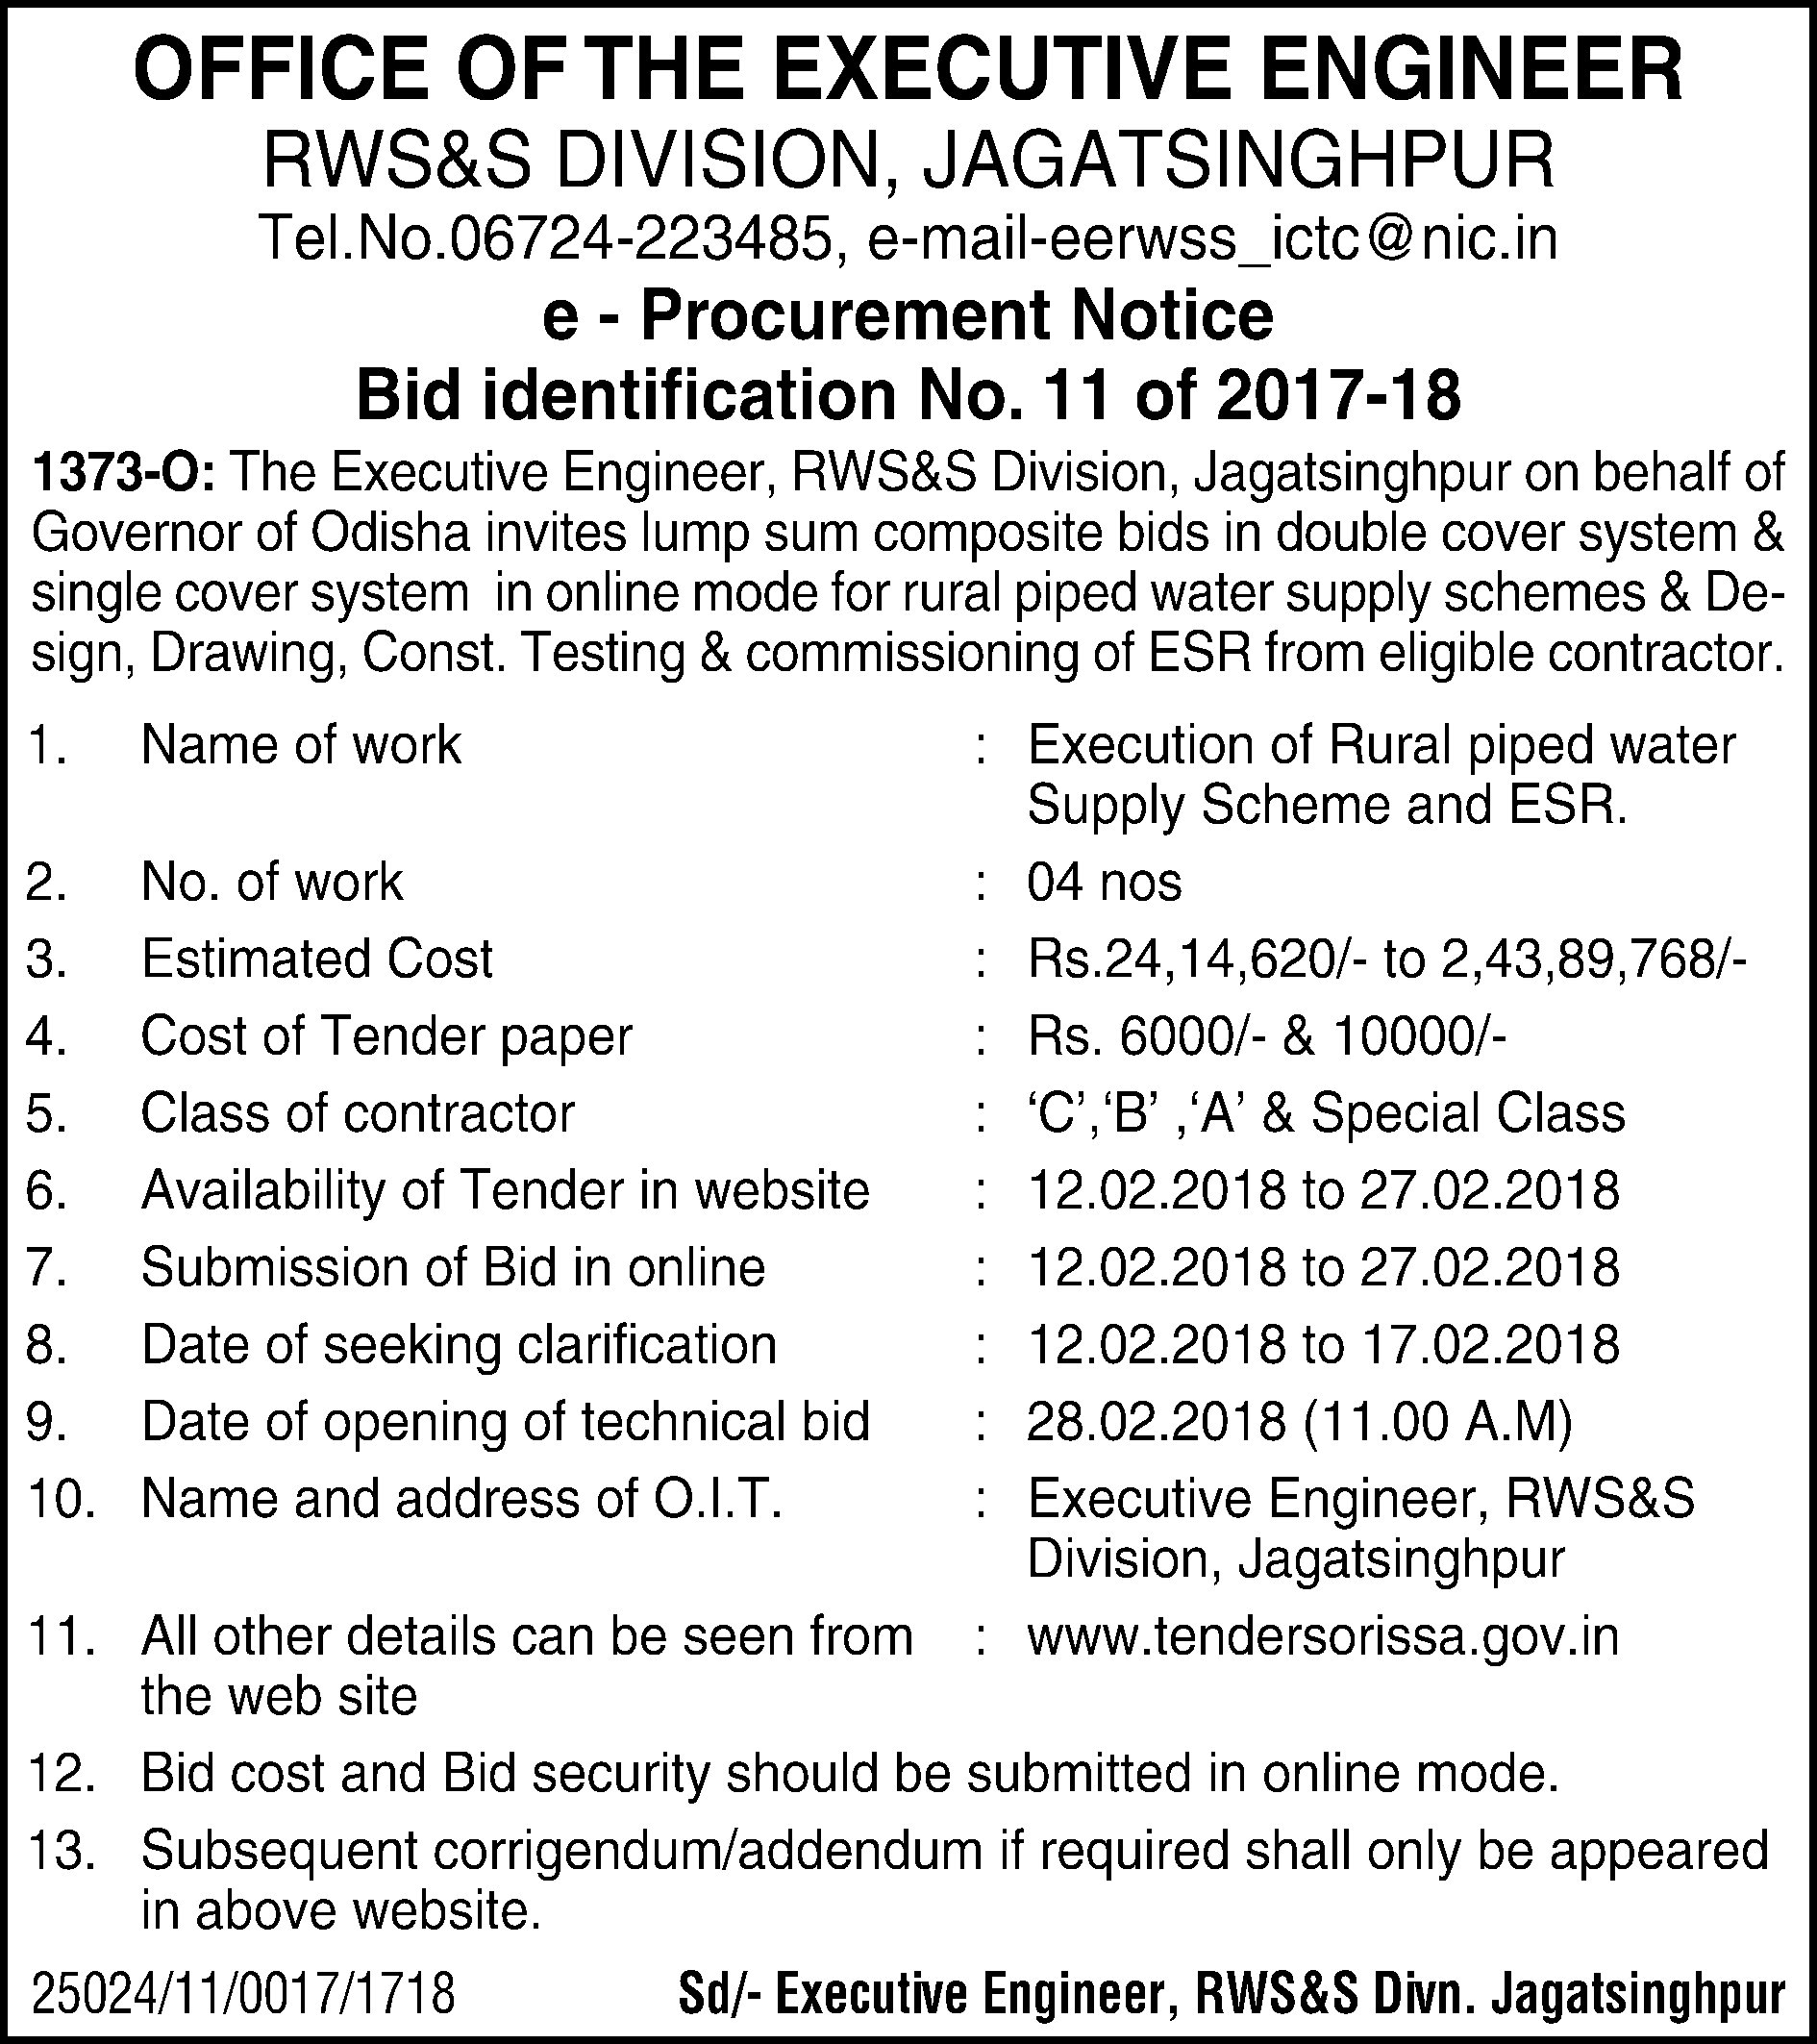 OFFICE OF THE EXECUTIVE ENGINEER
RWS&S DIVISION, JAGATSINGHPUR
Tel.No.06724-223485, e-mail-eerwss_ictc@nic.in
e - Procurement Notice
Bid identification No. 11 of 2017-18
1373-O: The Executive Engineer, RWS&S Division, Jagatsinghpur on behalf of
Governor of Odisha invites lump sum composite bids in double cover system &
single cover system in online mode for rural piped water supply schemes & De-
sign, Drawing, Const. Testing & commissioning of ESR from eligible contractor.
1. Name of work : Execution of Rural piped water
Supply Scheme and ESR.
2. No. of work : 04 nos
3. Estimated Cost : Rs.24,14,620/- to 2,43,89,768/-
4. Cost of Tender paper : Rs. 6000/- & 10000/-
5. Class of contractor : ‘C’,‘B’ ,‘A’ & Special Class
6. Availability of Tender in website : 12.02.2018 to 27.02.2018
7. Submission of Bid in online : 12.02.2018 to 27.02.2018
8. Date of seeking clarification : 12.02.2018 to 17.02.2018
9. Date of opening of technical bid : 28.02.2018 (11.00 A.M)
10. Name and address of O.I.T. : Executive Engineer, RWS&S
Division, Jagatsinghpur
11. All other details can be seen from : www.tendersorissa.gov.in
the web site
12. Bid cost and Bid security should be submitted in online mode.
13. Subsequent corrigendum/addendum if required shall only be appeared
in above website.
25024/11/0017/1718 Sd/- Executive Engineer, RWS&S Divn. Jagatsinghpur